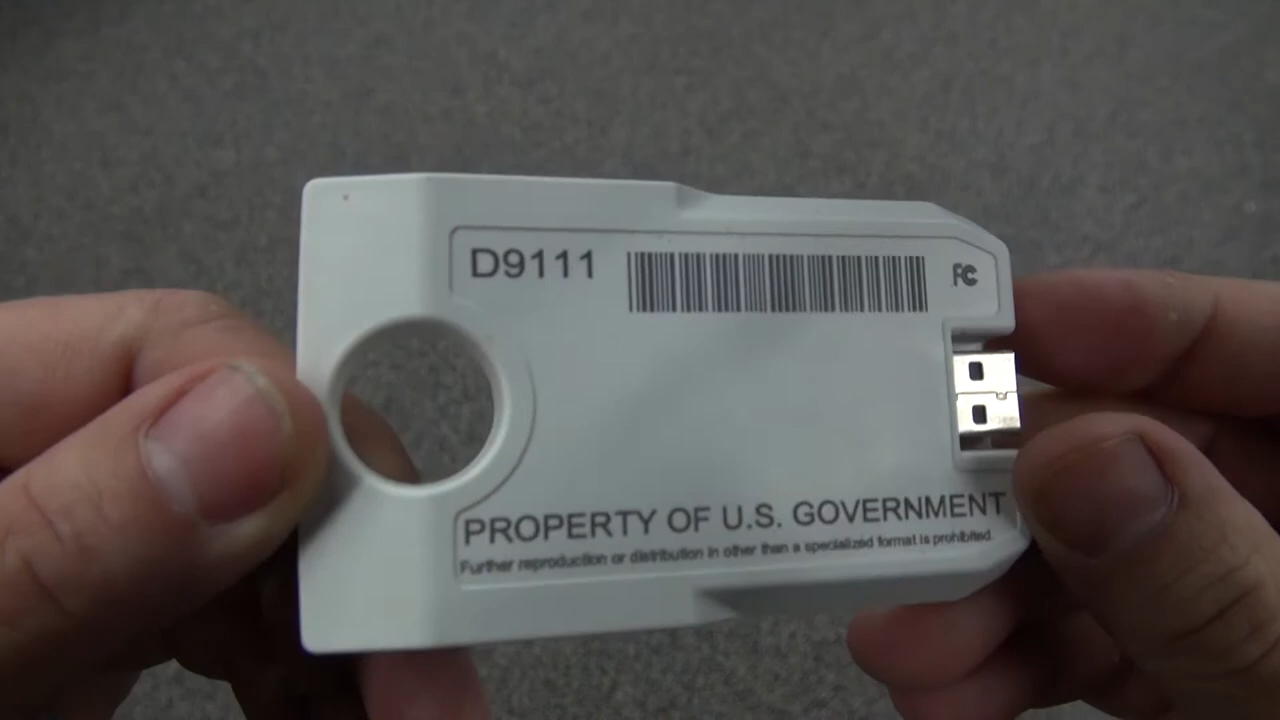 D9111
FC
PROPERTY OF U.S. GOVERNMENT
Further reproduction or distribution in other than a specialized format is prohibited.